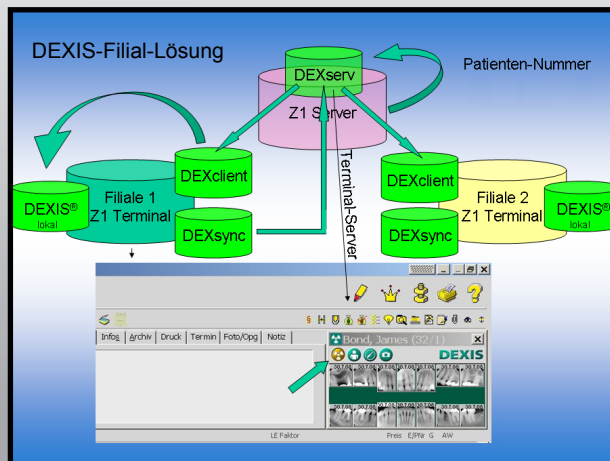 DEXIS-Filial-Lösung
DEXserv
Patienten-Nummer
Z1 Server
DEXclient
DEXclient
Terminal-Server
Filiale 1
Z1 Terminal
DEXIS®
lokal
Filiale 2
Z1 Terminal
DEXIS®
lokal
DEXsync
DEXsync
Infos Archiv Druck Termin Foto/Opg Notiz
Bond, James (32/1)
DEXIS
LE Faktor
Preis E/PNr G AW